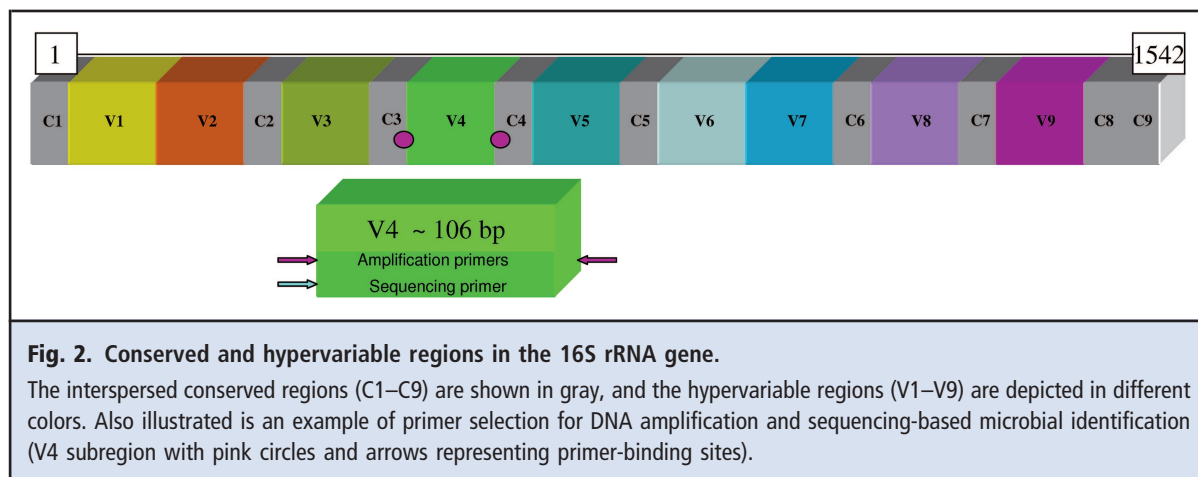 1 1542
C1 V1 V2 C2 V3 C3 V4 C4 V5 C5 V6 V7 C6 V8 C7 V9 C8 C9
V4 ~ 106 bp
Amplification primers
Sequencing primer
Fig. 2. Conserved and hypervariable regions in the 16S rRNA gene.
The interspersed conserved regions (C1–C9) are shown in gray, and the hypervariable regions (V1–V9) are depicted in different
colors. Also illustrated is an example of primer selection for DNA amplification and sequencing-based microbial identification
(V4 subregion with pink circles and arrows representing primer-binding sites).